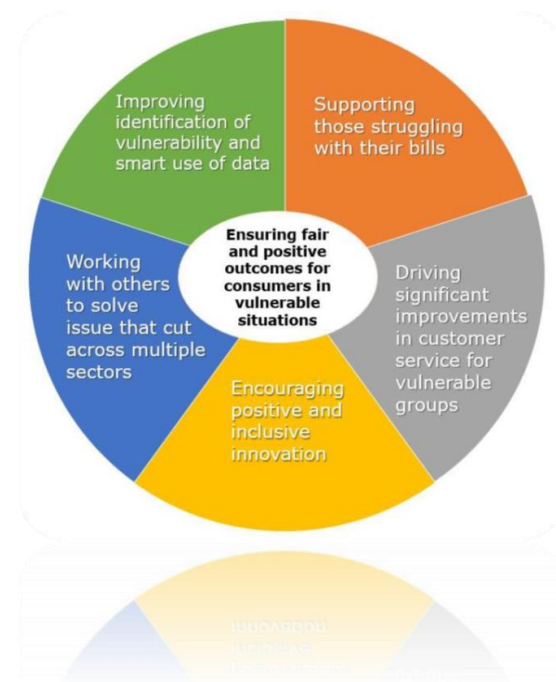 Improving
identification of
vulnerability and
smart use of data
Supporting
those struggling
with their bills
Ensuring fair
and positive
outcomes for
consumers in
vulnerable
situations
Working
with others
to solve
issue that cut
across multiple
sectors
Driving
significant
improvements
in customer
service for
vulnerable
groups
Encouraging
positive and
inclusive
innovation